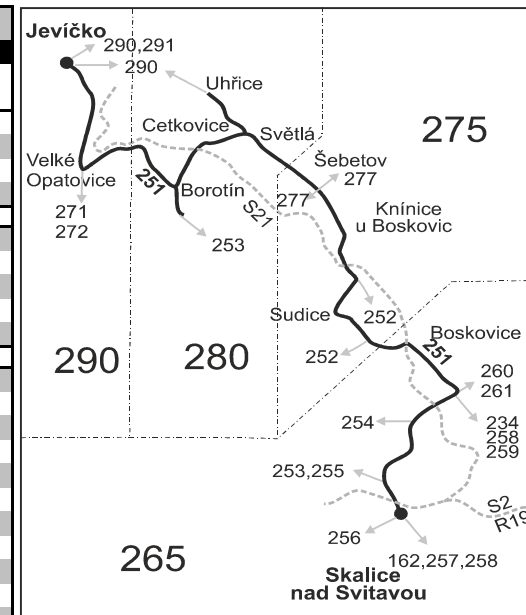 Jevíčko
290,291
290
Uhřice
Cetkovice
Světlá
275
Velké
Opatovice
251
Borotín
S21
Šebetov
277
277
271
272
253
Knínice
u Boskovic
Sudice
252
252
290
280
Boskovice
251
260
261
254
234
258
259
253,255
S2
R19
256
162,257,258
265
Skalice
nad Svitavou